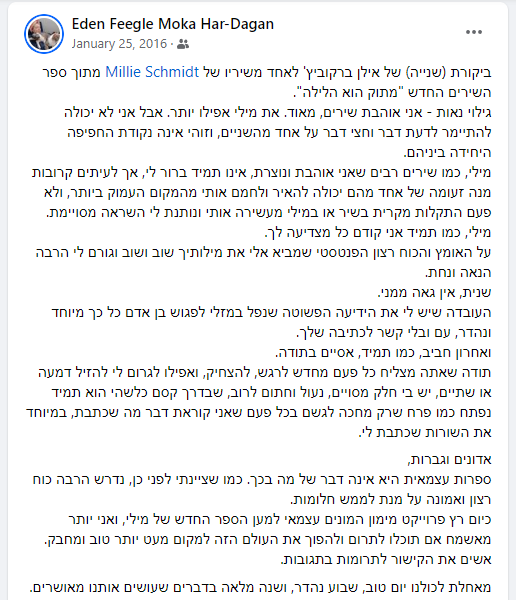 Eden Feegle Moka Har-Dagan
January 25, 2016
ביקורת (שנייה) של אילן ברקוביץ' לאחד משיריו של Millie Schmidt מתוך ספר
השירים החדש "מתוק הוא הלילה".
גילוי נאות - אני אוהבת שירים, מאוד. את מילי אפילו יותר. אבל אני לא יכולה
להתיימר לדעת דבר וחצי דבר על אחד מהשניים, וזוהי אינה נקודת החפיפה
היחידה ביניהם.
מילי, כמו שירים רבים שאני אוהבת ונוצרת, אינו תמיד ברור לי, אך לעיתים קרובות
מנה זעומה של אחד מהם יכולה להאיר ולחמם אותי מהמקום העמוק ביותר, ולא
פעם התקלות מקרית בשיר או במילי מעשירה אותי ונותנת לי השראה מסויימת.
מילי, כמו תמיד אני קודם כל מצדיעה לך.
על האומץ והכוח רצון הפנטסטי שמביא אלי את מילותיך שוב ושוב וגורם לי הרבה
הנאה ונחת.
שנית, אין גאה ממני.
העובדה שיש לי את הידיעה הפשוטה שנפל במזלי לפגוש בן אדם כל כך מיוחד
ונהדר, עם ובלי קשר לכתיבה שלך.
ואחרון חביב, כמו תמיד, אסיים בתודה.
תודה שאתה מצליח כל פעם מחדש לרגש, להצחיק, ואפילו לגרום לי להזיל דמעה
או שתיים, יש בי חלק מסויים, נעול וחתום לרוב, שבדרך קסם כלשהי הוא תמיד
נפתח כמו פרח שרק מחכה לגשם בכל פעם שאני קוראת דבר מה שכתבת, במיוחד
את השורות שכתבת לי.
אדונים וגברות,
ספרות עצמאית היא אינה דבר של מה בכך. כמו שציינתי לפני כן, נדרש הרבה כוח
רצון ואמונה על מנת לממש חלומות.
כיום רץ פרוייקט מימון המונים עצמאי למען הספר החדש של מילי, ואני יותר
מאשמח אם תוכלו לתרום ולהפוך את העולם הזה למקום מעט יותר טוב ומחבק.
אשים את הקישור לתרומות בתגובות.
מאחלת לכולנו יום טוב, שבוע נהדר, ושנה מלאה בדברים שעושים אותנו מאושרים.